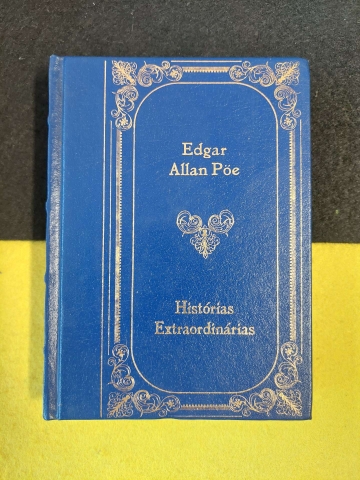 Edgar
Allan Pöe
Histórias
Extraordinárias